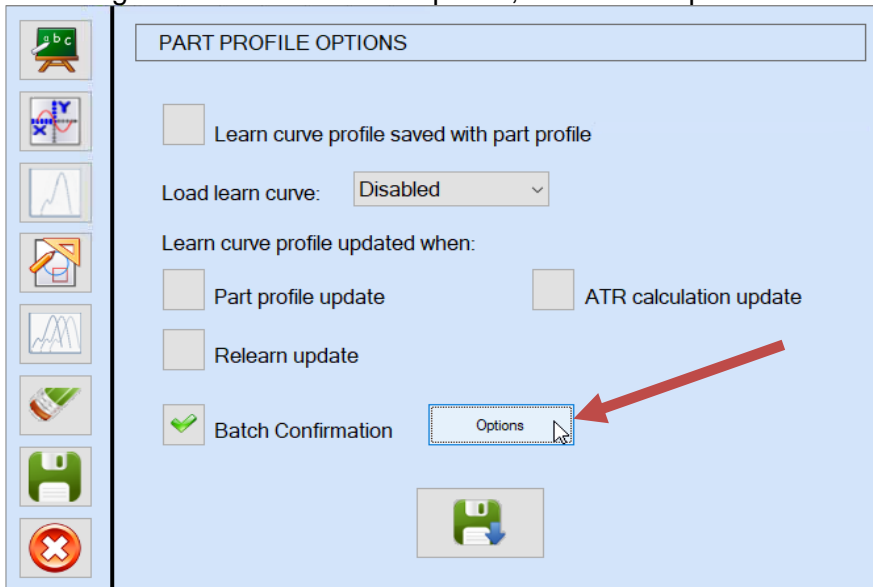 abc
PART PROFILE OPTIONS
Y
X
Learn curve profile saved with part profile
Load learn curve: Disabled
Learn curve profile updated when:
Part profile update ATR calculation update
Relearn update
Batch Confirmation Options